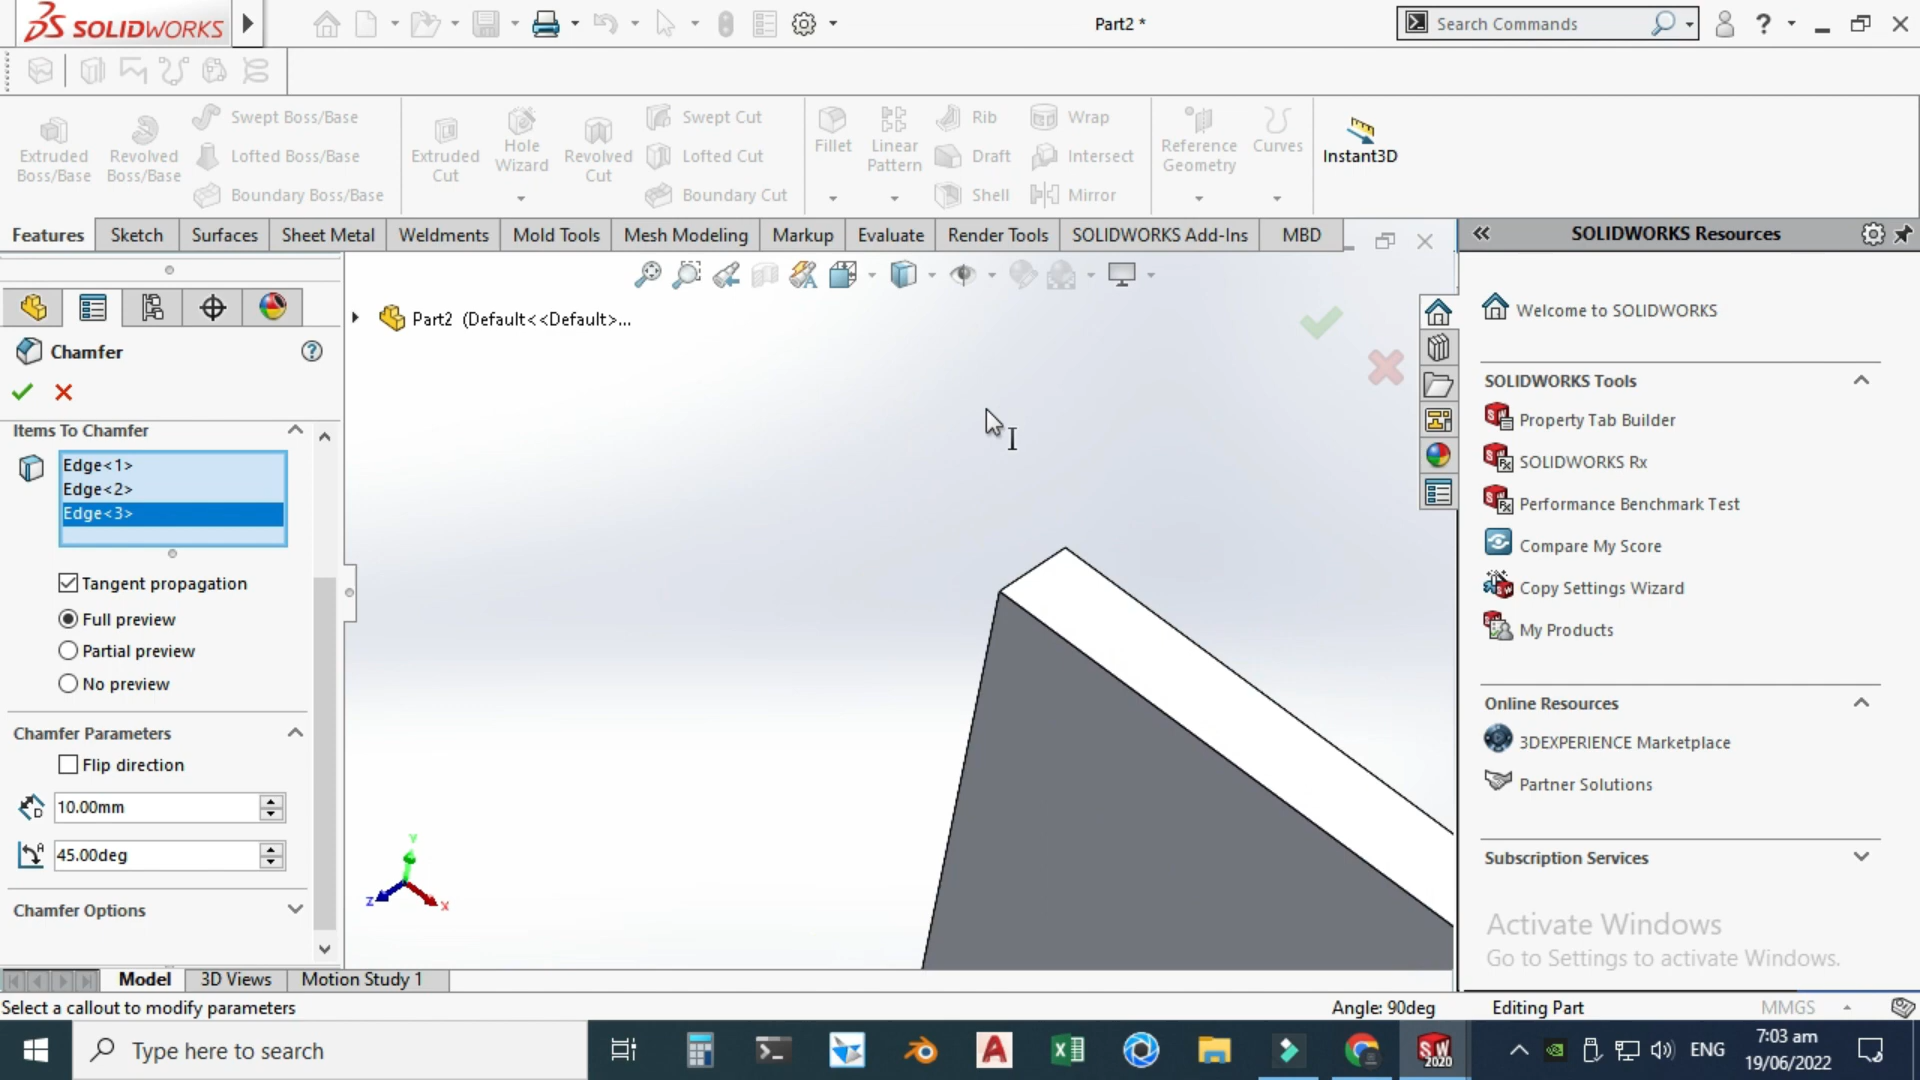 SOLIDWORKS
Part2 *
Search Commands
?
Extruded Boss/Base
Revolved Boss/Base
Swept Boss/Base
Lofted Boss/Base
Boundary Boss/Base
Extruded Cut
Hole Wizard
Revolved Cut
Swept Cut
Lofted Cut
Boundary Cut
Fillet
Linear Pattern
Rib
Draft
Shell
Wrap
Intersect
Mirror
Reference Geometry
Curves
Instant3D
Features
Sketch
Surfaces
Sheet Metal
Weldments
Mold Tools
Mesh Modeling
Markup
Evaluate
Render Tools
SOLIDWORKS Add-Ins
MBD
SOLIDWORKS Resources
Part2 (Default<<Default>...
Chamfer
Items To Chamfer
Edge<1>
Edge<2>
Edge<3>
Tangent propagation
Full preview
Partial preview
No preview
Chamfer Parameters
Flip direction
D
10.00mm
A
45.00deg
Chamfer Options
Y
Z
X
Welcome to SOLIDWORKS
SOLIDWORKS Tools
Property Tab Builder
SOLIDWORKS Rx
Performance Benchmark Test
Compare My Score
Copy Settings Wizard
My Products
Online Resources
3DEXPERIENCE Marketplace
Partner Solutions
Subscription Services
Activate Windows
Go to Settings to activate Windows.
Model
3D Views
Motion Study 1
Select a callout to modify parameters
Angle: 90deg
Editing Part
MMGS
Type here to search
A
SW
2020
ENG
7:03 am
19/06/2022